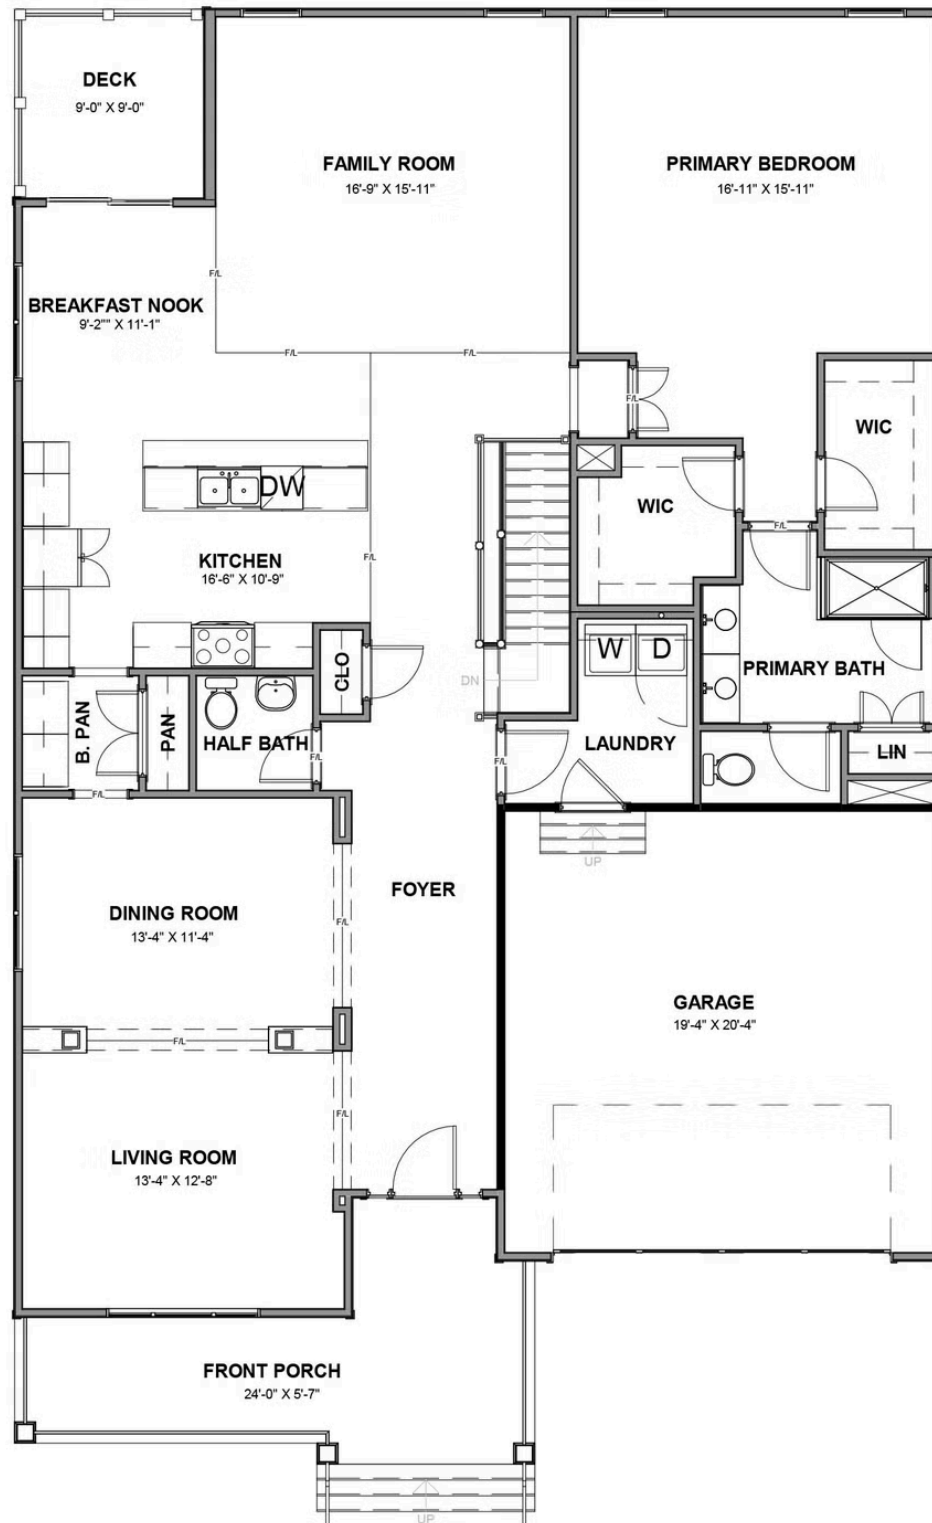 DECK
9'-0" X 9'-0"
FAMILY ROOM
16'-9" X 15'-11"
PRIMARY BEDROOM
16'-11" X 15'-11"
F/L
BREAKFAST NOOK
9'-2"" X 11'-1"
F/L
F/L
F/L
WIC
DW
WIC
F/L
KITCHEN
16'-6" X 10'-9"
F/L
W
D
CLO
DN
PRIMARY BATH
B. PAN
PAN
HALF BATH
LAUNDRY
LIN
F/L
F/L
F/L
UP
FOYER
DINING ROOM
13'-4" X 11'-4"
F/L
GARAGE
19'-4" X 20'-4"
F/L
F/L
LIVING ROOM
13'-4" X 12'-8"
FRONT PORCH
24'-0" X 5'-7"
UP